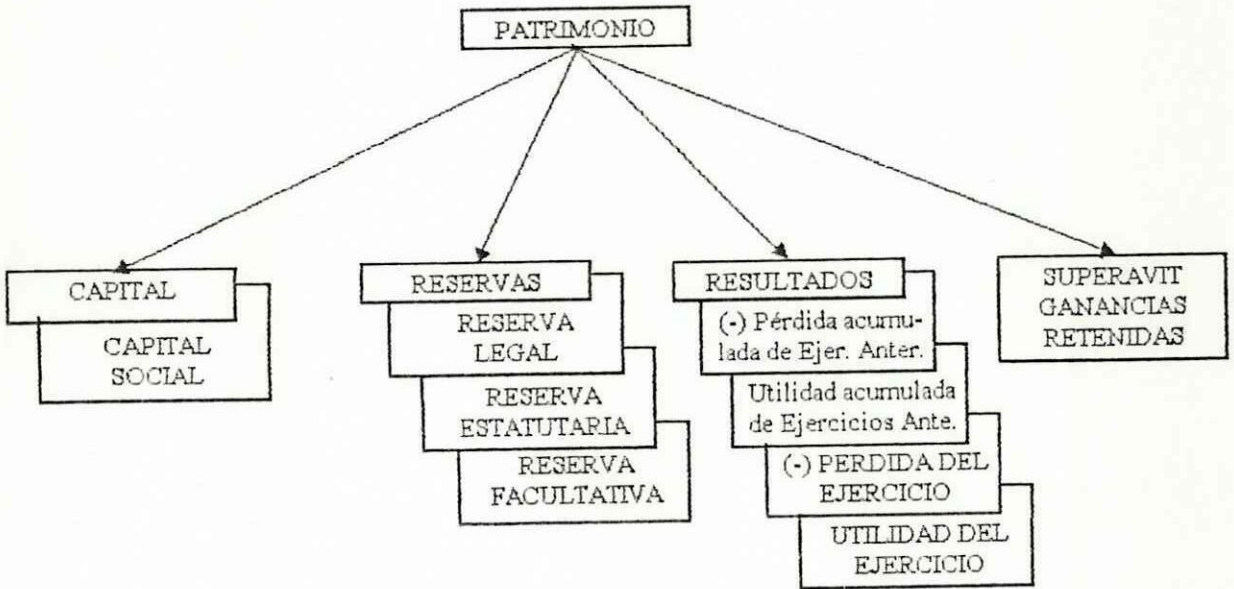 PATRIMONIO
CAPITAL
CAPITAL
SOCIAL
RESERVAS
RESERVA
LEGAL
RESERVA
ESTATUTARIA
RESERVA
FACULTATIVA
RESULTADOS
(-) Pérdida acumu-
lada de Ejer. Anter.
Utilidad acumulada
de Ejercicios Ante.
(-) PERDIDA DEL
EJERCICIO
UTILIDAD DEL
EJERCICIO
SUPERAVIT
GANANCIAS
RETENIDAS